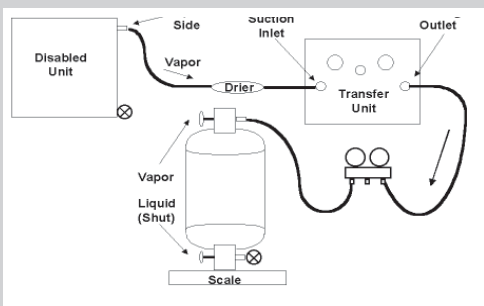 Side
Suction
Inlet
Outlet
Disabled
Unit
Vapor
Drier
Transfer
Unit
Vapor
Liquid
(Shut)
Scale